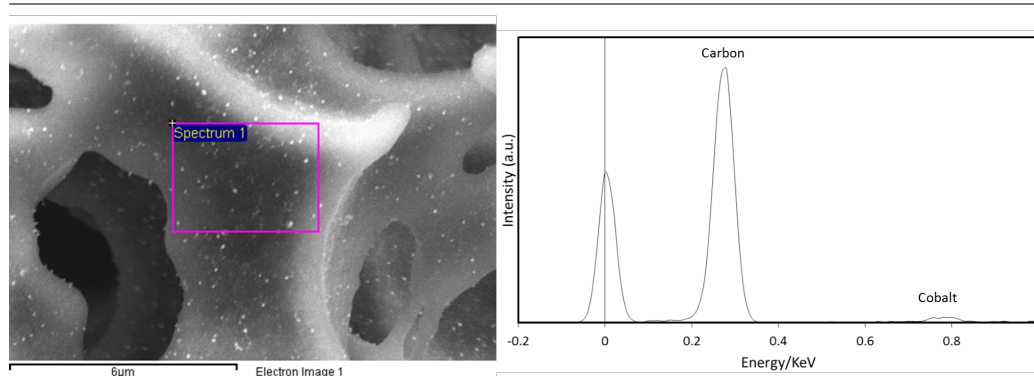 Spectrum 1
6µm
Electron Image 1
Carbon
Cobalt
Intensity (a.u.)
-0.2
0
0.2
0.4
0.6
0.8
Energy/KeV